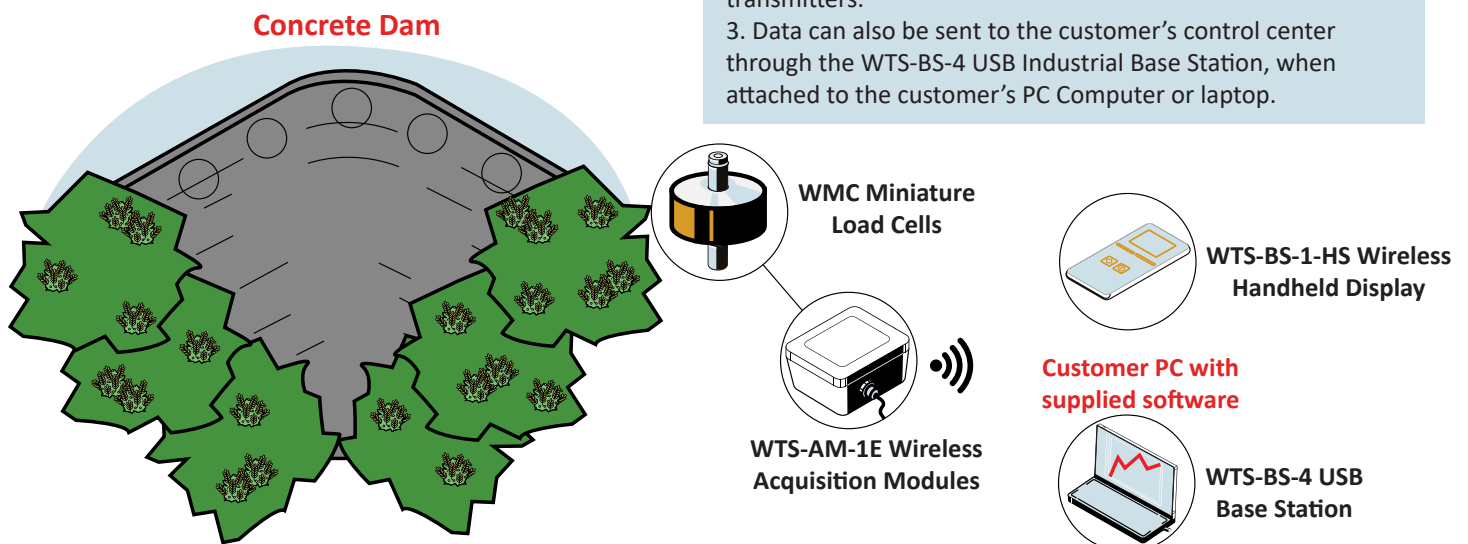 Concrete Dam
transmitters.
3. Data can also be sent to the customer’s control center
through the WTS-BS-4 USB Industrial Base Station, when
attached to the customer’s PC Computer or laptop.
WMC Miniature
Load Cells
WTS-BS-1-HS Wireless
Handheld Display
WTS-AM-1E Wireless
Acquisition Modules
Customer PC with
supplied software
WTS-BS-4 USB
Base Station